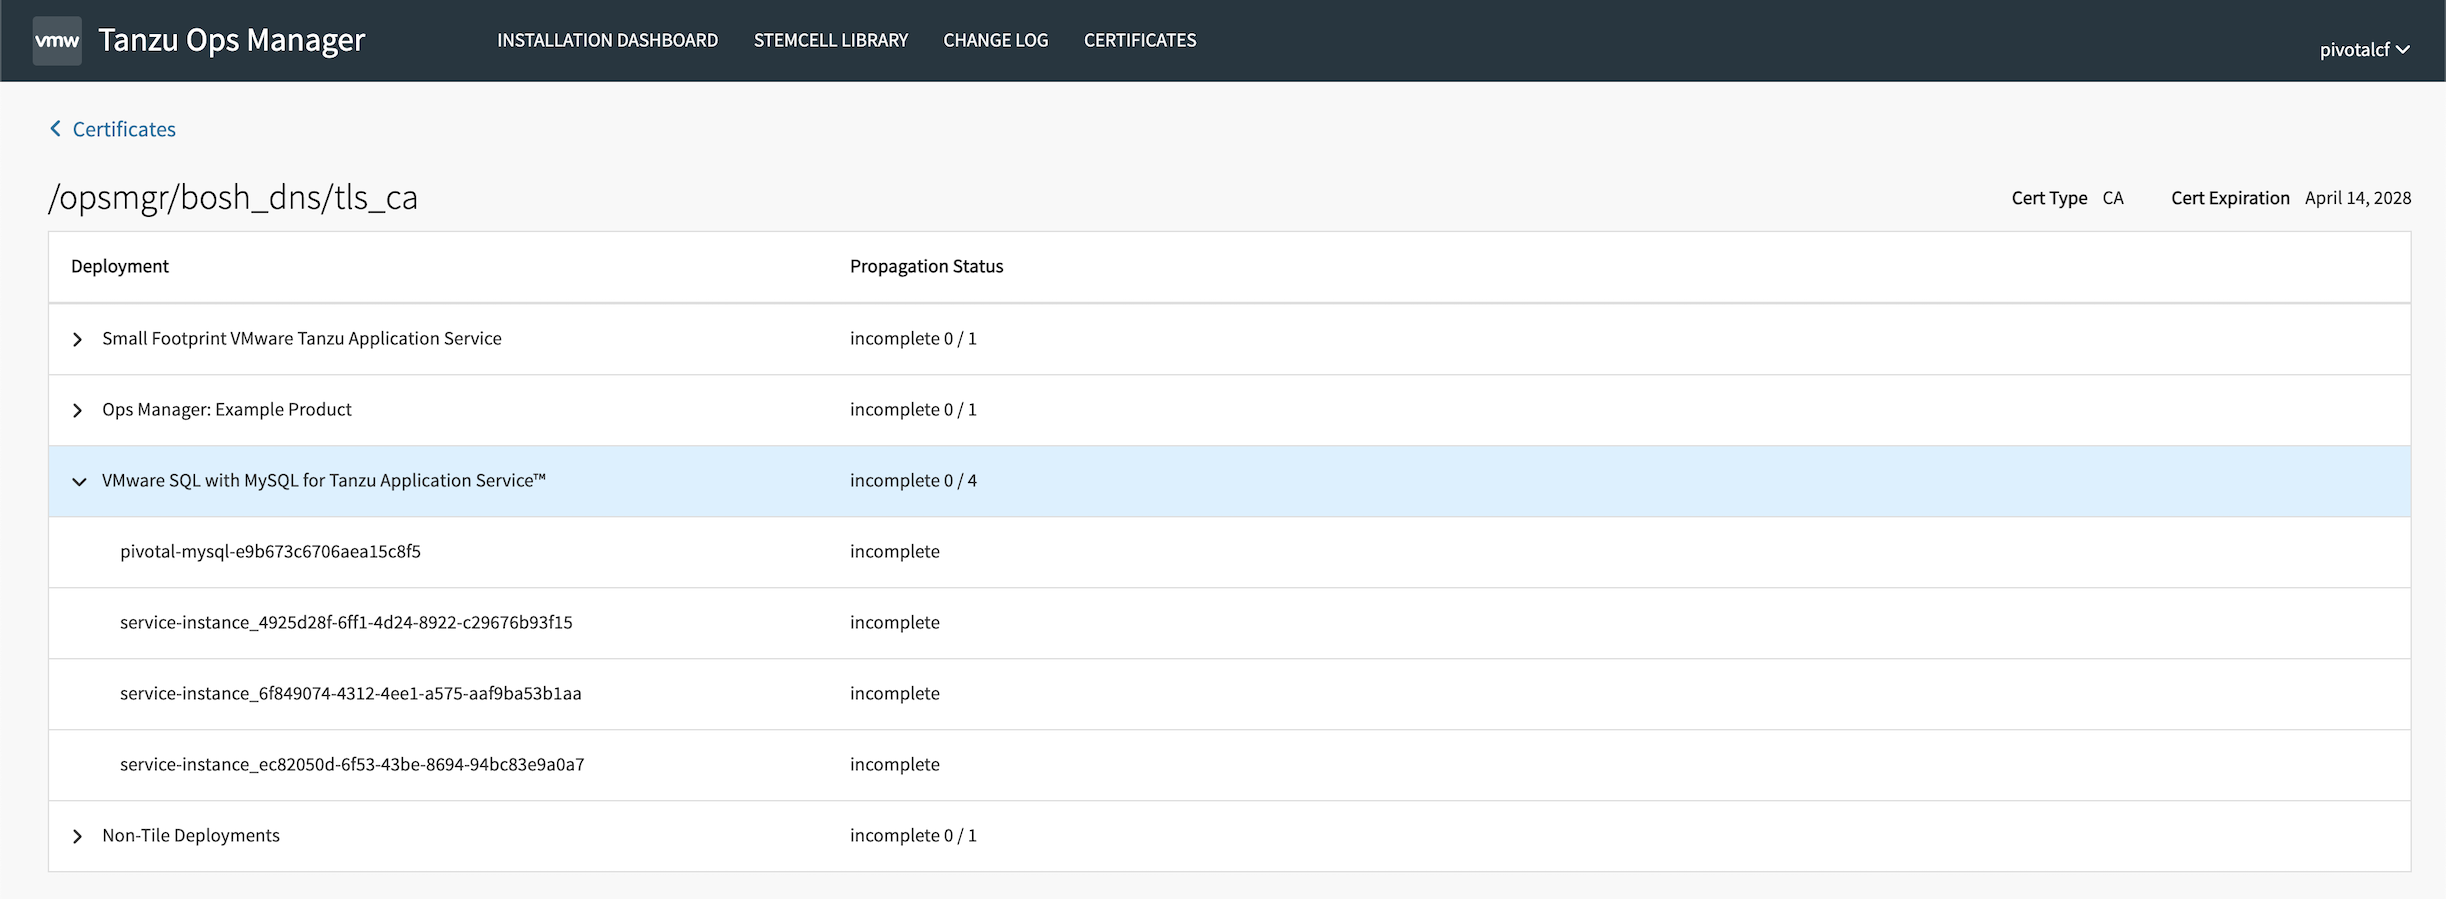 vmw Tanzu Ops Manager INSTALLATION DASHBOARD STEMCELL LIBRARY CHANGE LOG CERTIFICATES pivotalcf
Certificates
/opsmgr/bosh_dns/tls_ca Cert Type CA Cert Expiration April 14, 2028
Deployment Propagation Status
Small Footprint VMware Tanzu Application Service incomplete 0 / 1
Ops Manager: Example Product incomplete 0 / 1
VMware SQL with MySQL for Tanzu Application Service™ incomplete 0 / 4
pivotal-mysql-e9b673c6706aea15c8f5 incomplete
service-instance_4925d28f-6ff1-4d24-8922-c29676b93f15 incomplete
service-instance_6f849074-4312-4ee1-a575-aaf9ba53b1aa incomplete
service-instance_ec82050d-6f53-43be-8694-94bc83e9a0a7 incomplete
Non-Tile Deployments incomplete 0 / 1